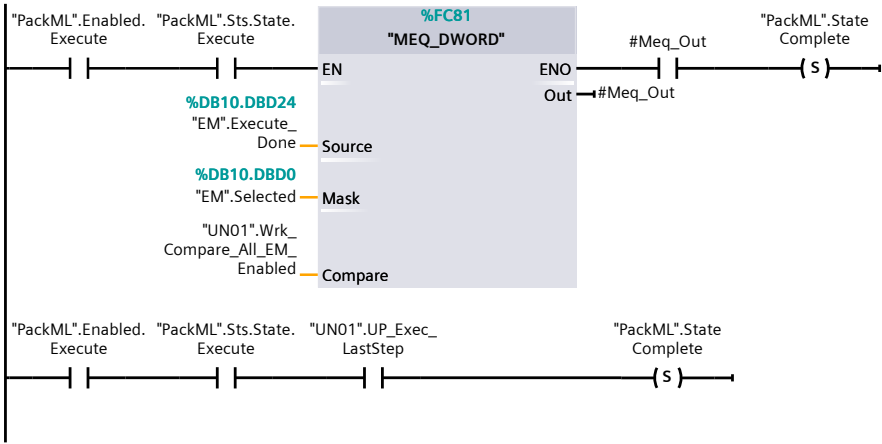 "PackML".Enabled.
Execute
"PackML".Sts.State.
Execute
%FC81
"MEQ_DWORD"
#Meq_Out
"PackML".State
Complete
EN
ENO
S
Out
#Meq_Out
%DB10.DBD24
"EM".Execute_
Done
Source
%DB10.DBD0
"EM".Selected
Mask
"UN01".Wrk_
Compare_All_EM_
Enabled
Compare
"PackML".Enabled.
Execute
"PackML".Sts.State.
Execute
"UN01".UP_Exec_
LastStep
"PackML".State
Complete
S